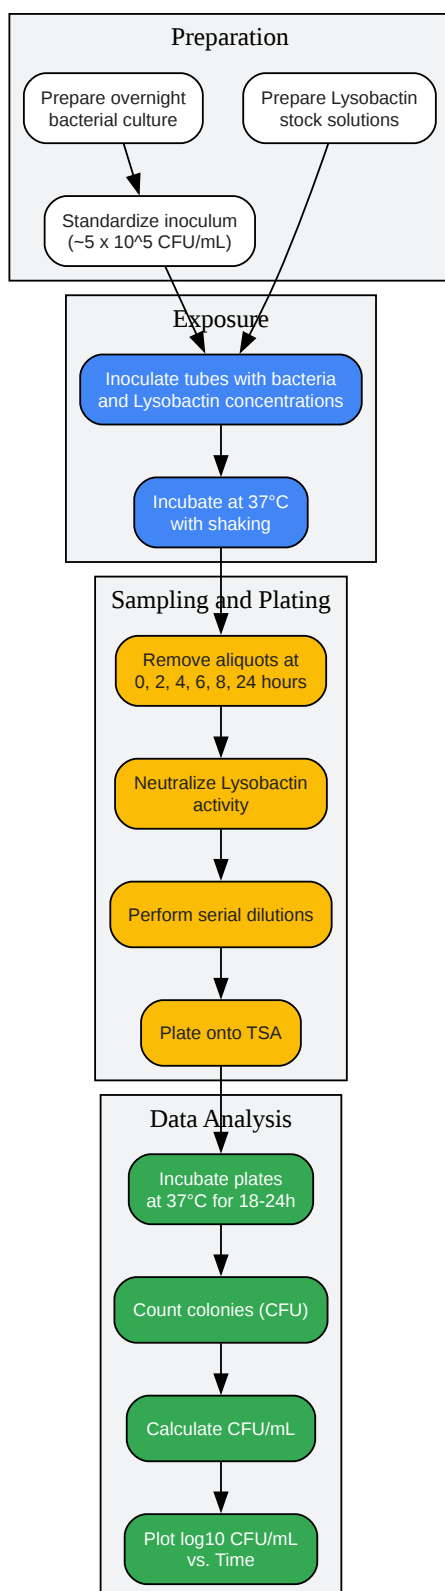 Preparation
Prepare overnight
bacterial culture
Prepare Lysobactin
stock solutions
Standardize inoculum
(~5 x 10^5 CFU/mL)
Exposure
Inoculate tubes with bacteria
and Lysobactin concentrations
Incubate at 37°C
with shaking
Sampling and Plating
Remove aliquots at
0, 2, 4, 6, 8, 24 hours
Neutralize Lysobactin
activity
Perform serial dilutions
Plate onto TSA
Data Analysis
Incubate plates
at 37°C for 18-24h
Count colonies (CFU)
Calculate CFU/mL
Plot log10 CFU/mL
vs. Time